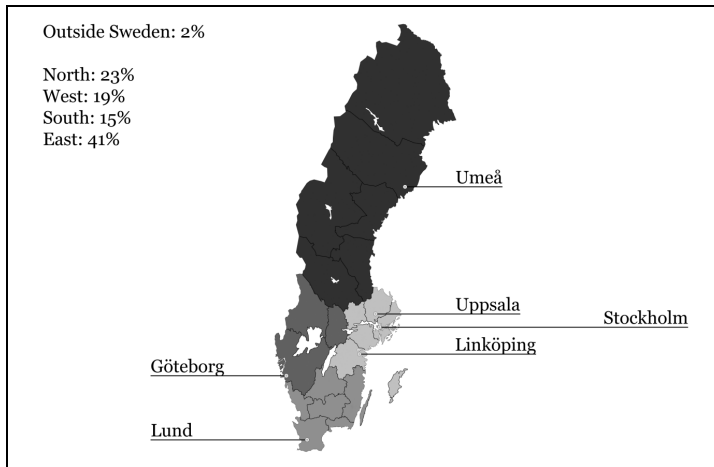 Outside Sweden: 2%
North: 23%
West: 19%
South: 15%
East: 41%
Umeå
Uppsala
Stockholm
Linköping
Göteborg
Lund